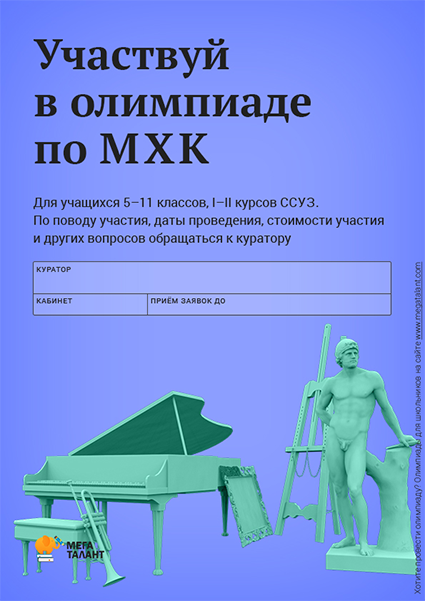 Участвуй
в олимпиаде
по МХК
Для учащихся 5–11 классов, I–II курсов ССУЗ.
По поводу участия, даты проведения, стоимости участия
и других вопросов обращаться к куратору
КУРАТОР
КАБИНЕТ
ПРИЁМ ЗАЯВОК ДО
Хотите провести олимпиаду? Олимпиады для школьников на сайте www.megatalant.com
МЕГА
ТАЛАНТ